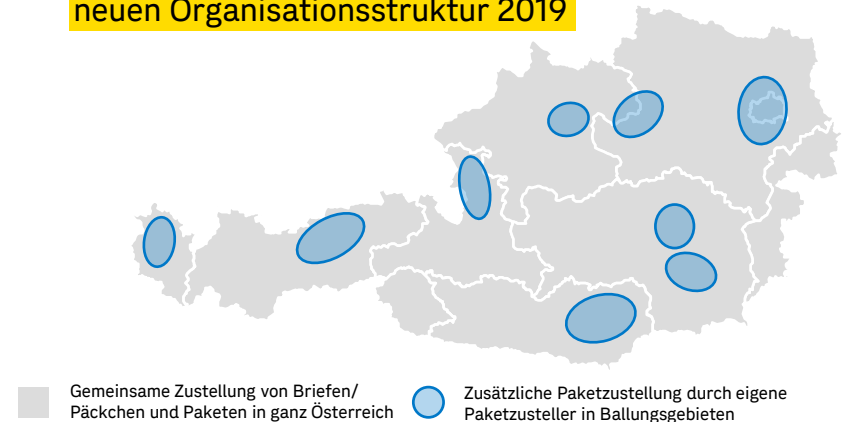 neuen Organisationsstruktur 2019
Gemeinsame Zustellung von Briefen/
Päckchen und Paketen in ganz Österreich
Zusätzliche Paketzustellung durch eigene
Paketzusteller in Ballungsgebieten